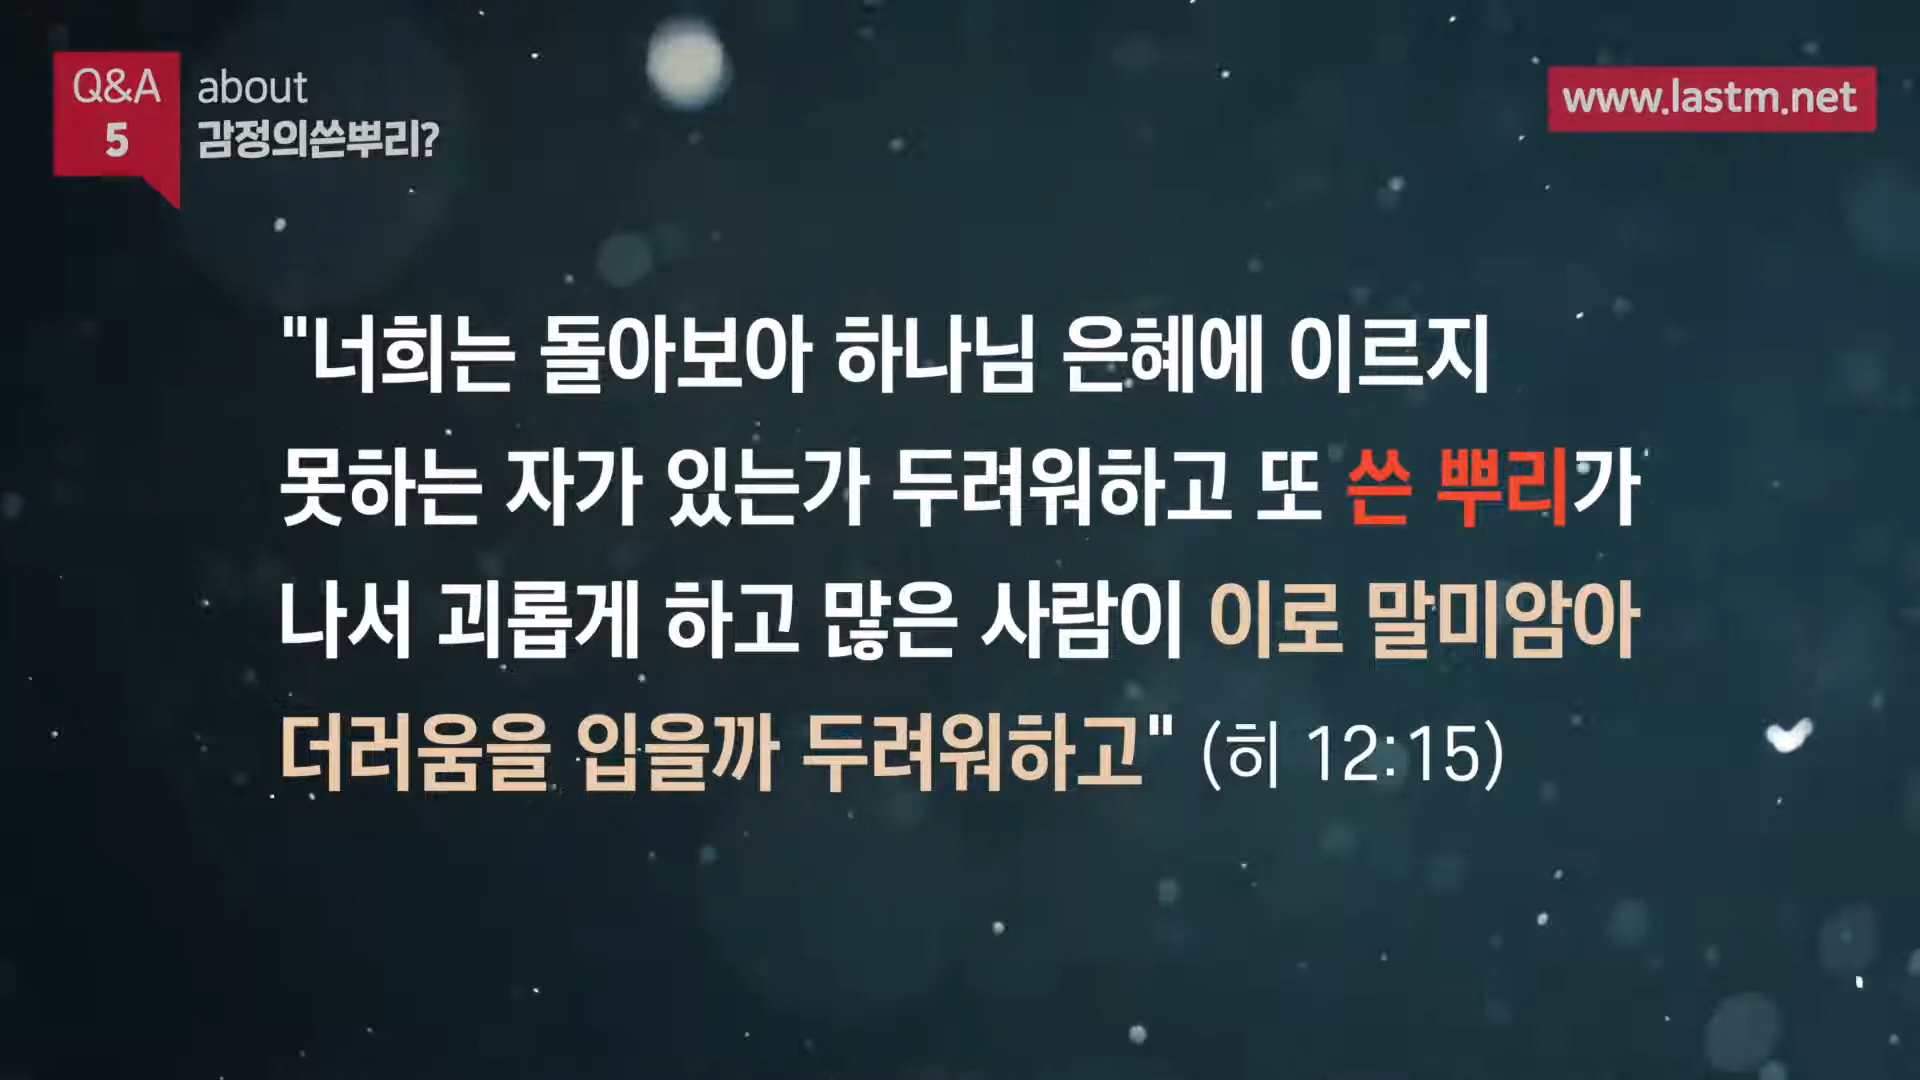 Q&A
5
about
감정의쓴뿌리?
www.lastm.net
"너희는 돌아보아 하나님 은혜에 이르지
못하는 자가 있는가 두려워하고 또 쓴 뿌리가
나서 괴롭게 하고 많은 사람이 이로 말미암아
더러움을 입을까 두려워하고" (히 12:15)